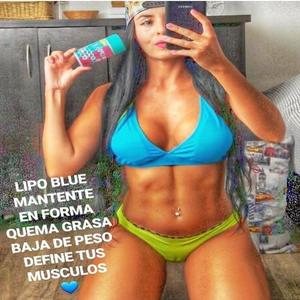 LIPO BLUE
MANTENTE
EN FORMA
QUEMA GRASA
BAJA DE PESO
DEFINE TUS
MUSCULOS